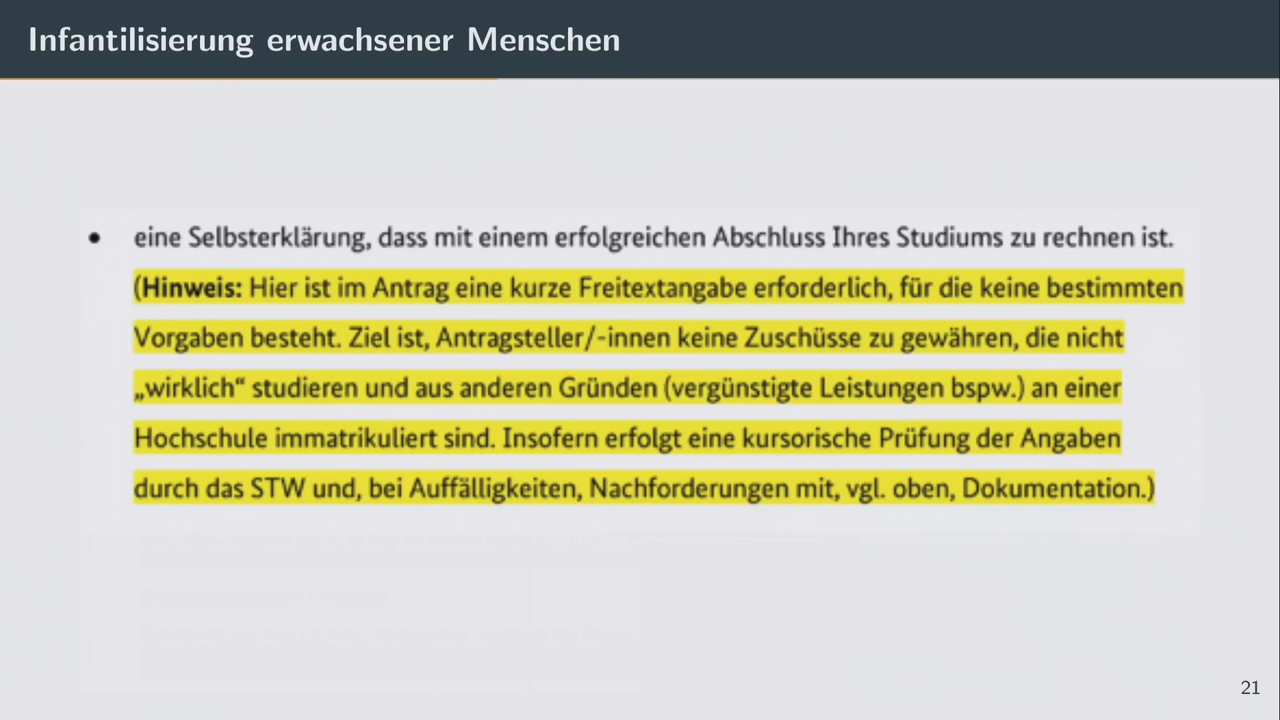 Infantilisierung erwachsener Menschen
• eine Selbsterklärung, dass mit einem erfolgreichen Abschluss Ihres Studiums zu rechnen ist.
(Hinweis: Hier ist im Antrag eine kurze Freitextangabe erforderlich, für die keine bestimmten
Vorgaben besteht. Ziel ist, Antragsteller/-innen keine Zuschüsse zu gewähren, die nicht
„wirklich“ studieren und aus anderen Gründen (vergünstigte Leistungen bspw.) an einer
Hochschule immatrikuliert sind. Insofern erfolgt eine kursorische Prüfung der Angaben
durch das STW und, bei Auffälligkeiten, Nachforderungen mit, vgl. oben, Dokumentation.)
21